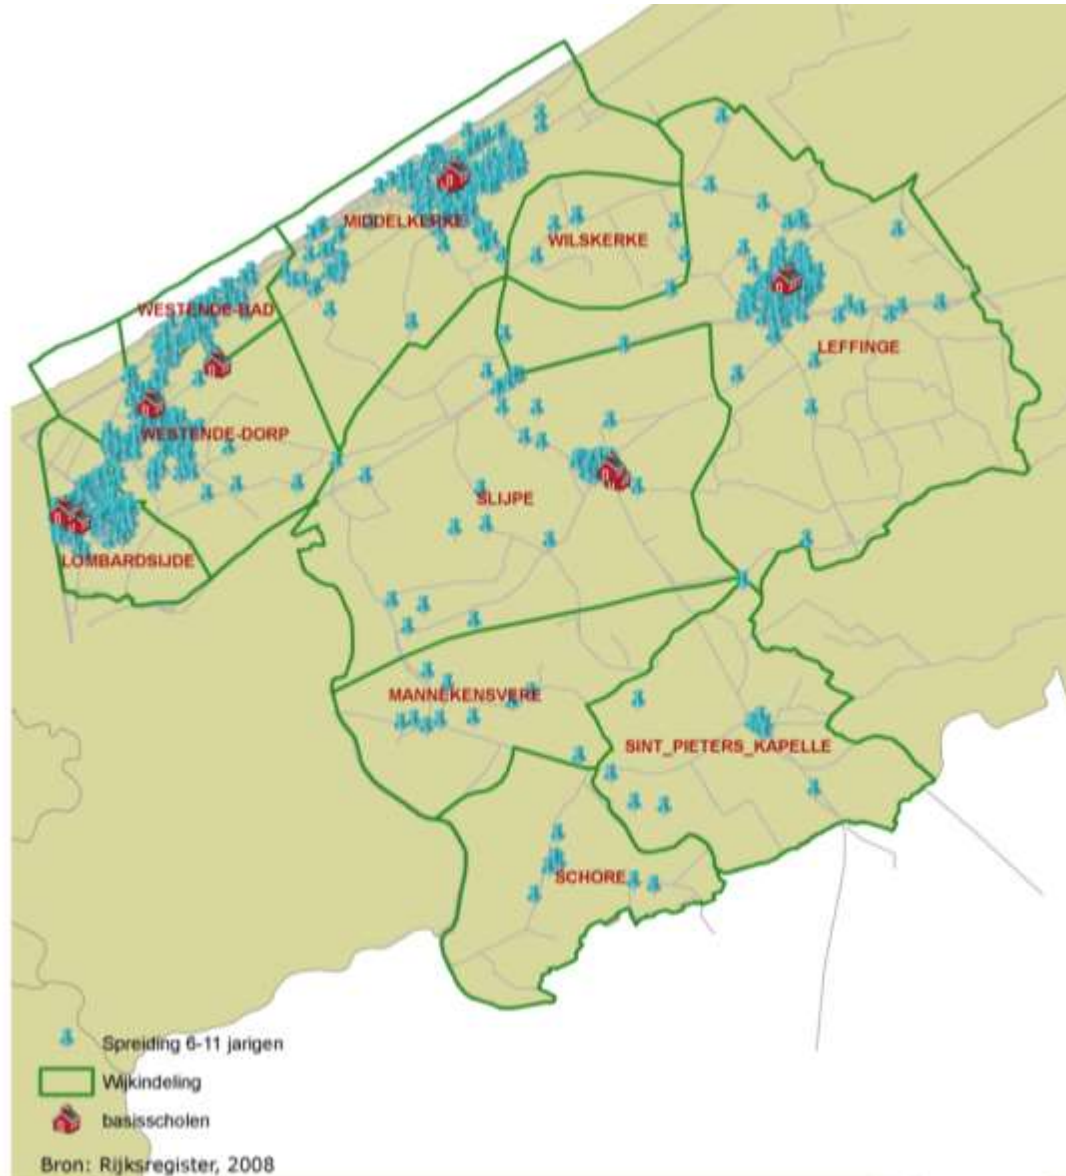 MIDDELKERKE
WILSKERKE
WESTENDE-BAD
LEFFINGE
WESTENDE-DORP
SLIJPE
LOMBARDSIJDE
MANNEKENSVERE
SINT_PIETERS_KAPELLE
SCHORE
Spreiding 6-11 jarigen
Wijkindeling
basisscholen
Bron: Rijksregister, 2008